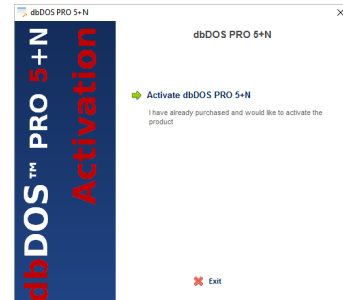 dbDOS PRO 5+N
dbDOS™ PRO 5+N
Activation
dbDOS PRO 5+N
Activate dbDOS PRO 5+N
I have already purchased and would like to activate the
product
Exit